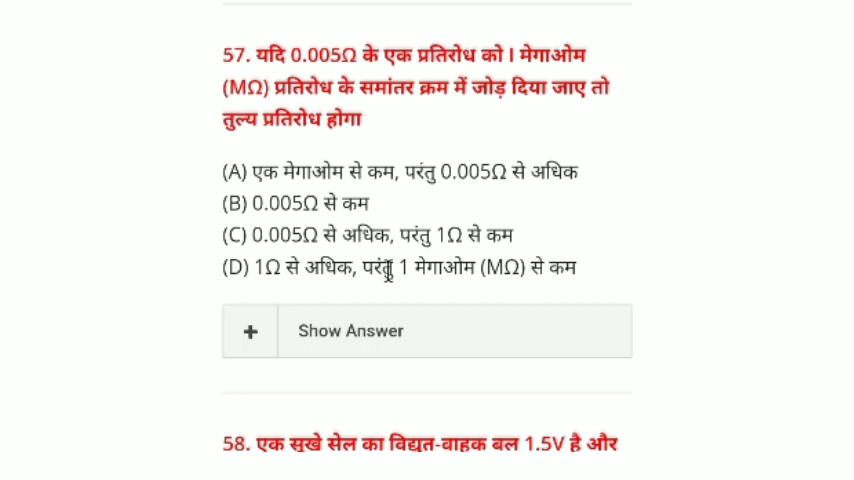 57. यदि 0.005Ω के एक प्रतिरोध को I मेगाओम
(MΩ) प्रतिरोध के समांतर क्रम में जोड़ दिया जाए तो
तुल्य प्रतिरोध होगा
(A) एक मेगाओम से कम, परंतु 0.005Ω से अधिक
(B) 0.005Ω से कम
(C) 0.005Ω से अधिक, परंतु 1Ω से कम
(D) 1Ω से अधिक, परंतु 1 मेगाओम (MΩ) से कम
+ Show Answer
58. एक सूखे सेल का विद्युत-वाहक बल 1.5V है और